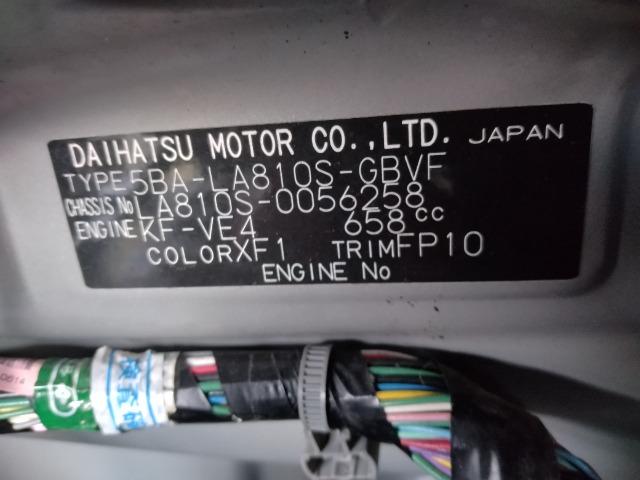 DAIHATSU MOTOR CO.,LTD. JAPAN
TYPE 5BA-LA810S-GBVF
CHASSIS No LA810S-0056258
ENGINE KF-VE4 658cc
COLOR XF1 TRIM FP10
ENGINE No
0614